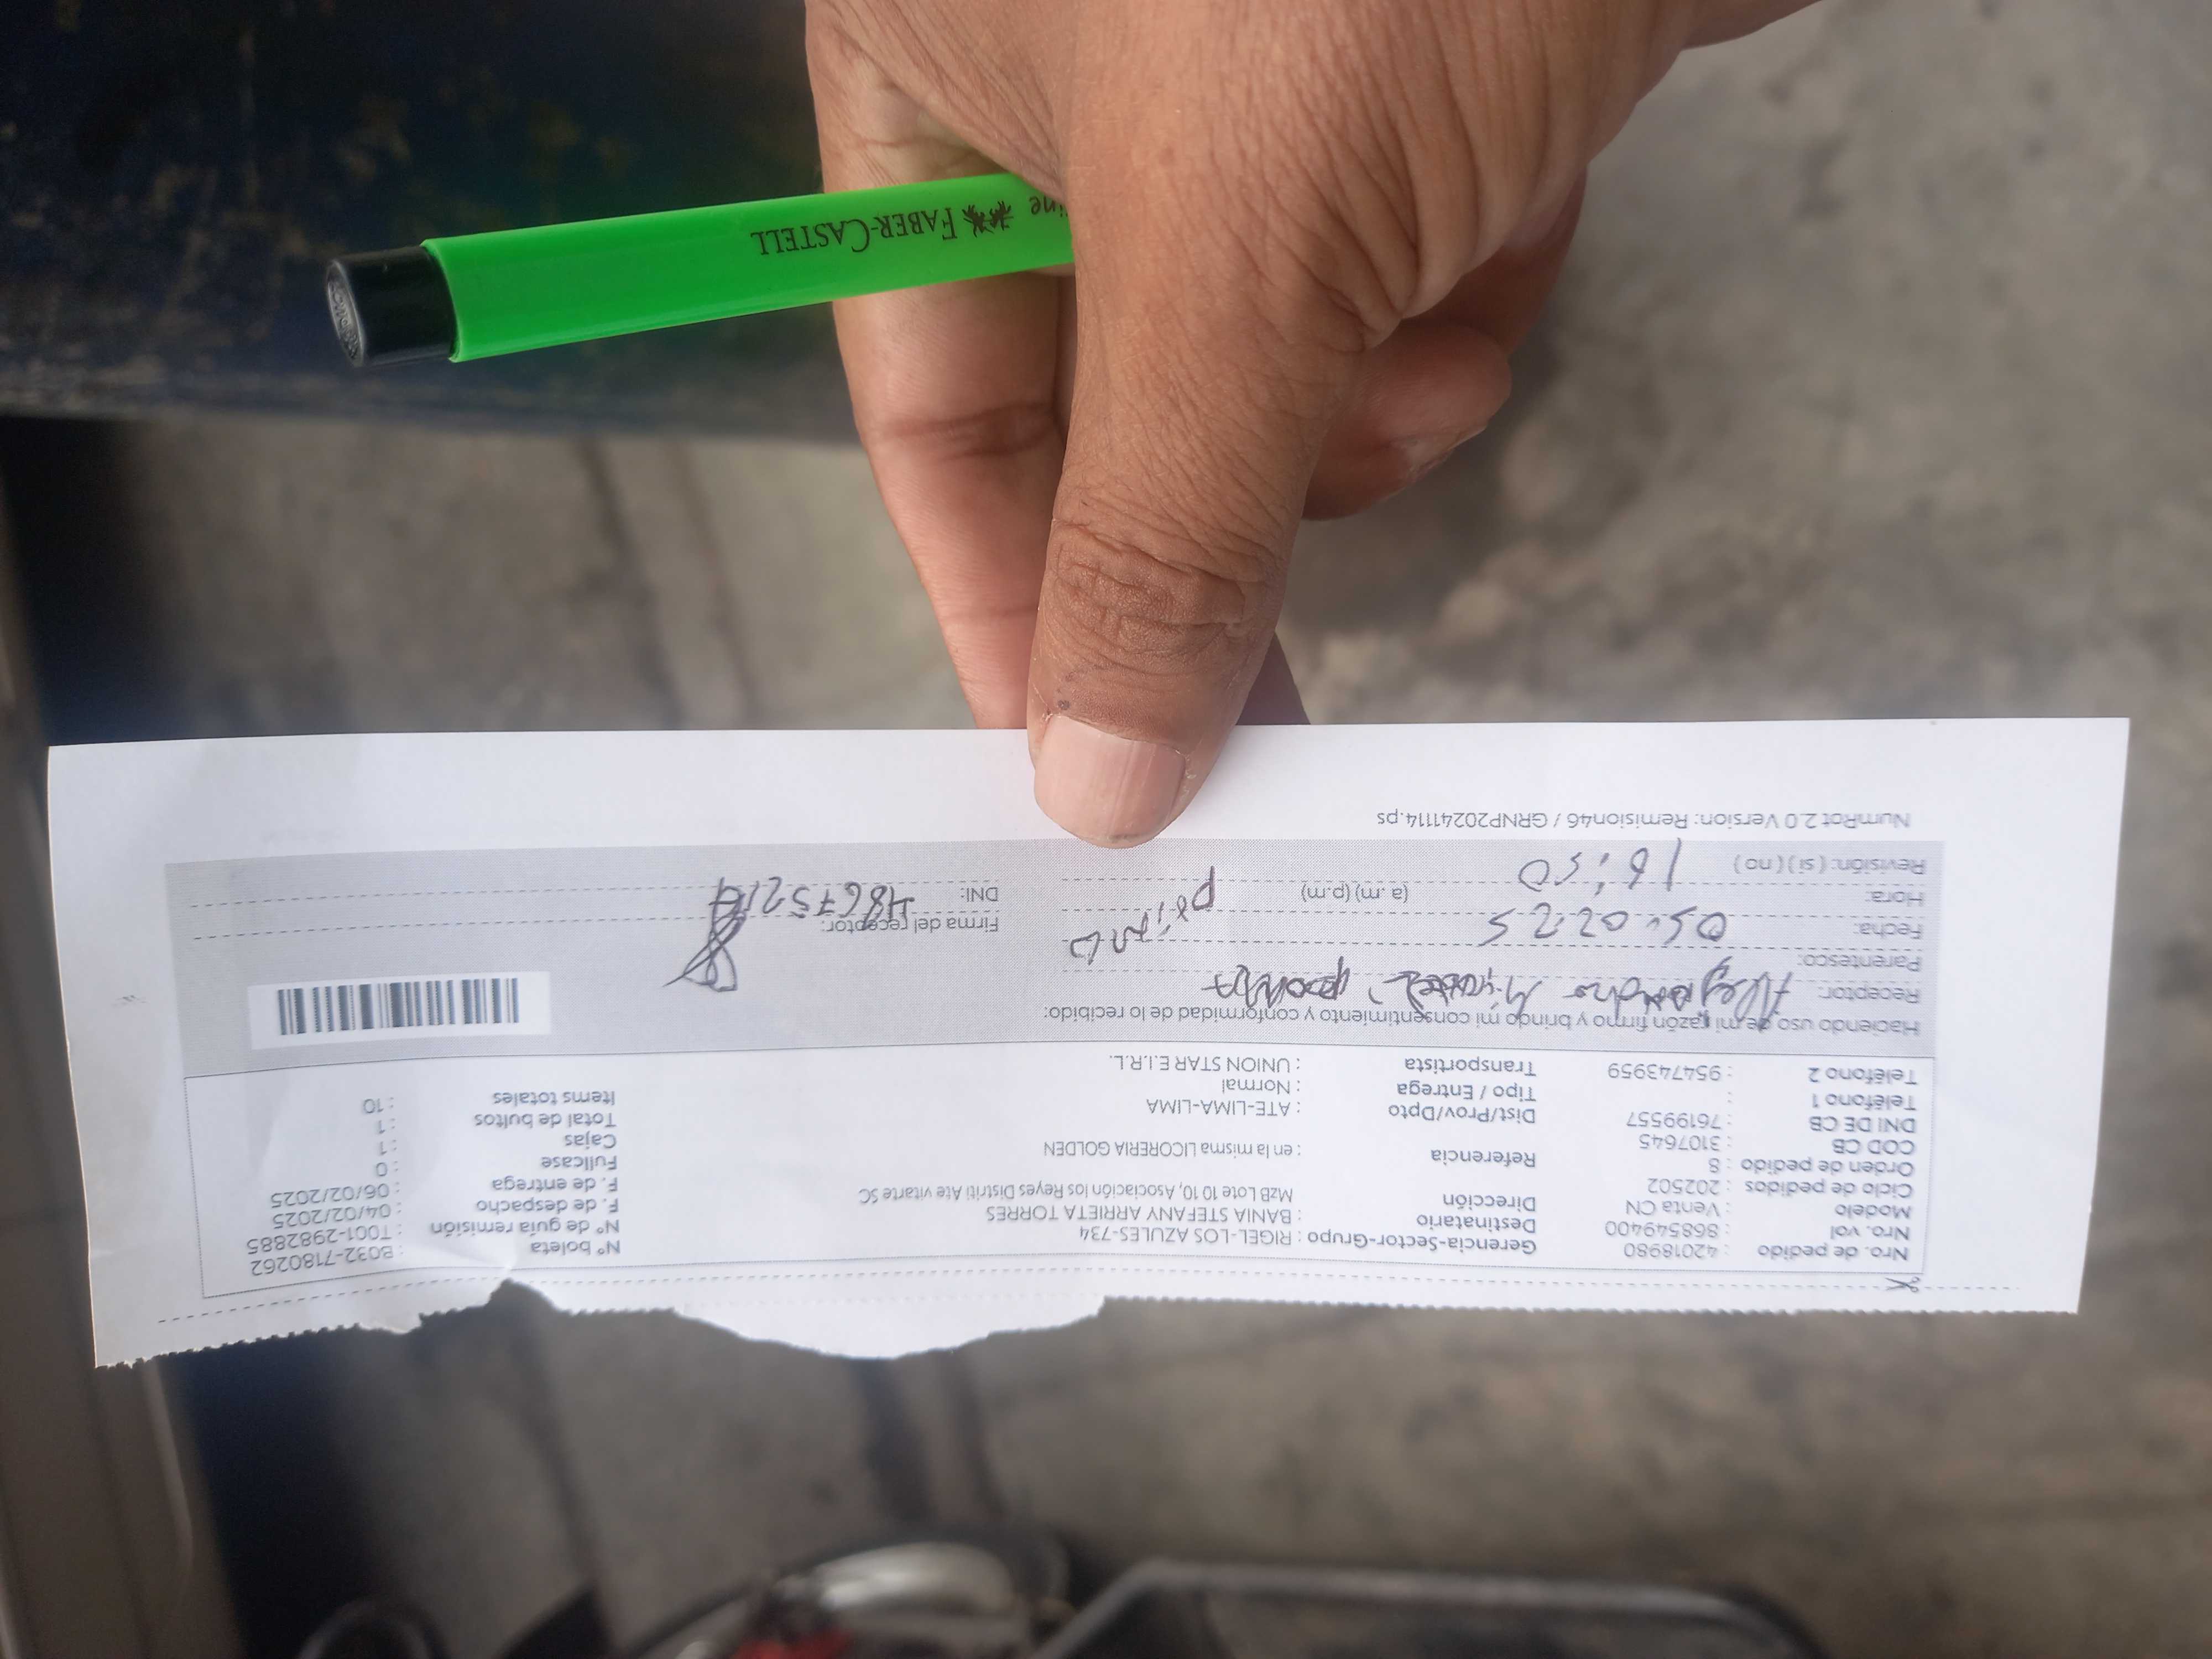 Nro. de pedido : 42018980 Gerencia-Sector-Grupo : RIGEL-LOS AZULES-734 N° boleta : B032-7180262
Nro. vol : 868549400 Destinatario : BANIA STEFANY ARRIETA TORRES N° de guía remisión : T001-2982885
Modelo : Venta CN Dirección MzB Lote 10 10, Asociación los Reyes Distriti Ate vitarte SC F. de despacho : 04/02/2025
Ciclo de pedidos : 202502 F. de entrega : 06/02/2025
Orden de pedido : 8 Referencia : en la misma LICORERIA GOLDEN Fullcase : 0
COD CB : 3107645 Cajas : 1
DNI DE CB : 76199557 Dist/Prov/Dpto : ATE-LIMA-LIMA Total de bultos : 1
Teléfono 1 : Tipo / Entrega : Normal Items totales : 10
Teléfono 2 : 954743959 Transportista : UNION STAR E.I.R.L.
Haciendo uso de mi razón firmo y brindo mi consentimiento y conformidad de lo recibido:
Receptor:
Parentesco:
Fecha: 05-02-25 Firma del receptor:
Hora: (a. m) (p.m) DNI:
Revisión: ( si ) ( no )
NumRot 2.0 Version: Remision46 / GRNP20241114.ps
FABER-CASTELL